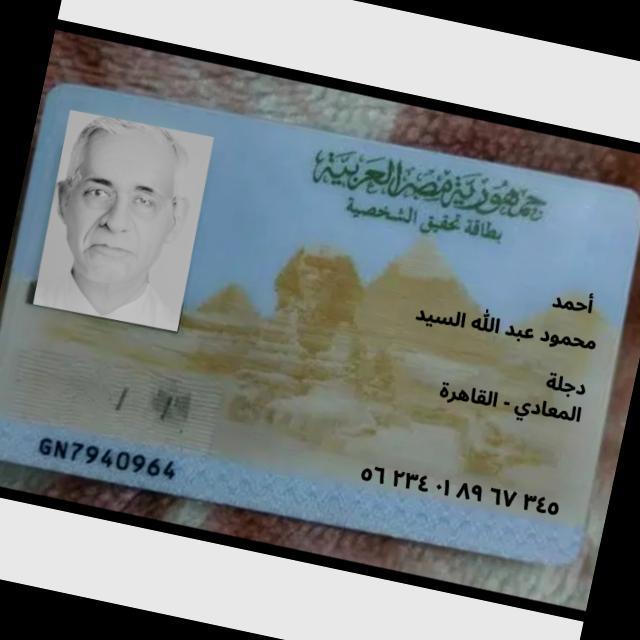 جمهورية مصر العربية
بطاقة تحقيق الشخصية
أحمد
محمود عبد الله السيد
دجلة
المعادي - القاهرة
٥٦ ٢٣٤ ٠١ ٨٩ ٦٧ ٣٤٥
GN7940964